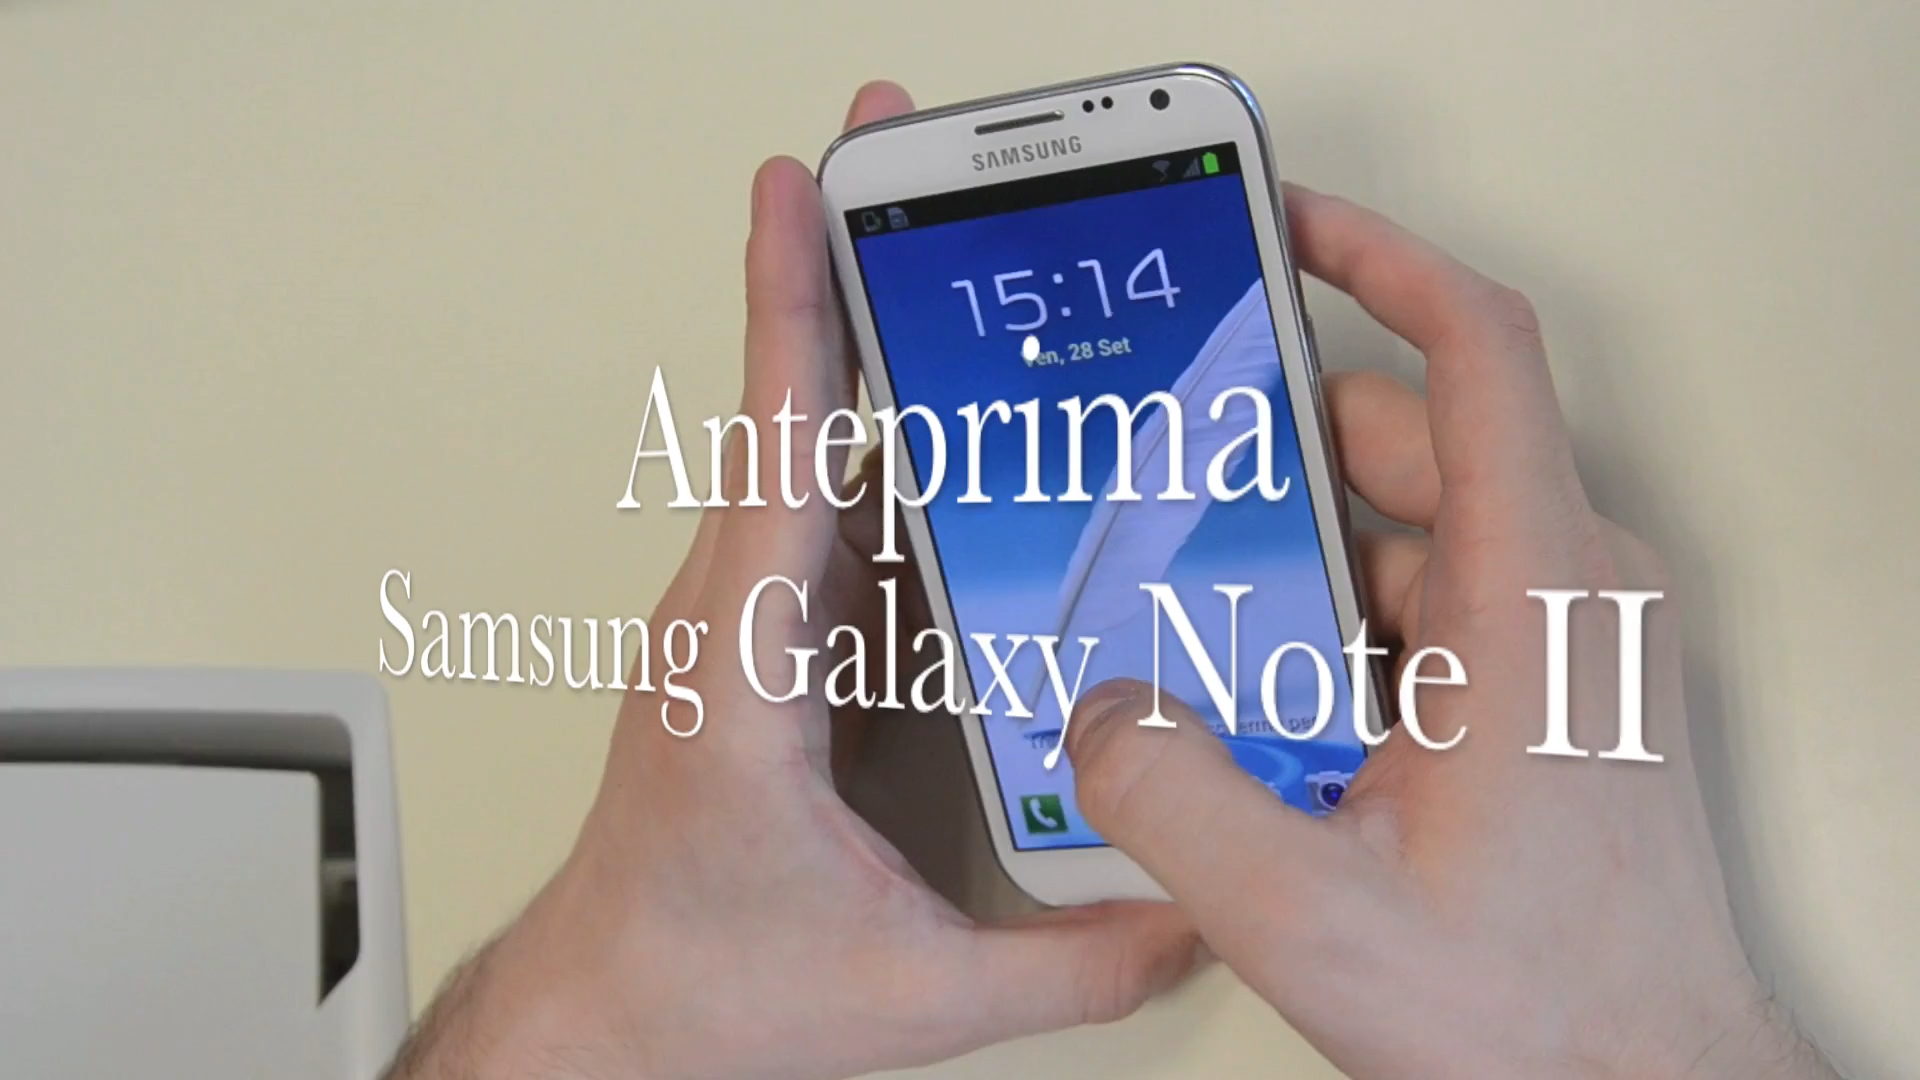 SAMSUNG
15:14
Ven, 28 Set
Anteprima
Samsung Galaxy Note II